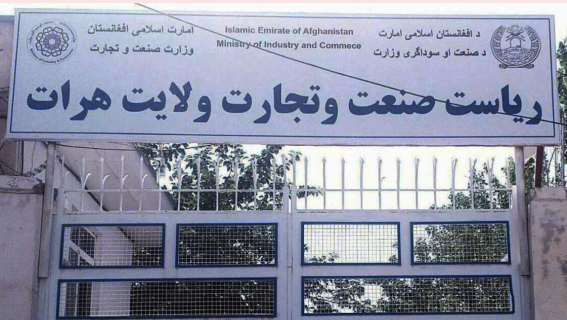 د افغانستان اسلامی امارت
د صنعت او سوداګری وزارت
Islamic Emirate of Afghanistan
Ministry of Industry and Commece
امارت اسلامی افغانستان
وزارت صنعت و تجارت
ریاست صنعت وتجارت ولایت هرات